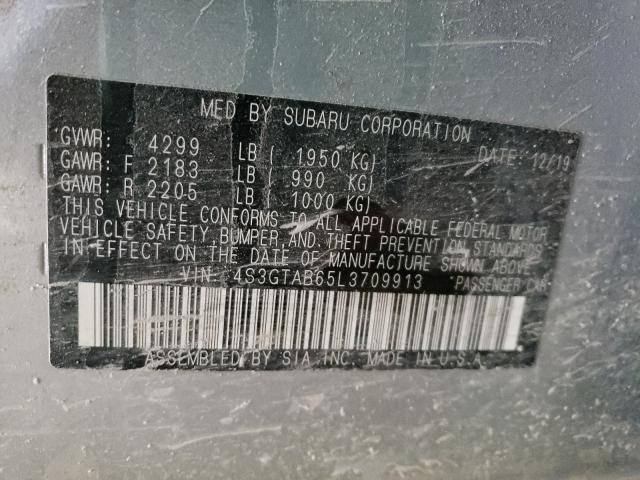 MFD BY SUBARU CORPORATION
GVWR: 4299 LB ( 1950 KG) DATE: 12/19
GAWR: F 2183 LB ( 990 KG)
GAWR: R 2205 LB ( 1000 KG)
THIS VEHICLE CONFORMS TO ALL APPLICABLE FEDERAL MOTOR
VEHICLE SAFETY, BUMPER, AND THEFT PREVENTION STANDARDS
IN EFFECT ON THE DATE OF MANUFACTURE SHOWN ABOVE.
VIN : 4S3GTAB65L3709913 "PASSENGER CAR"
ASSEMBLED BY SIA, INC. MADE IN U.S.A.